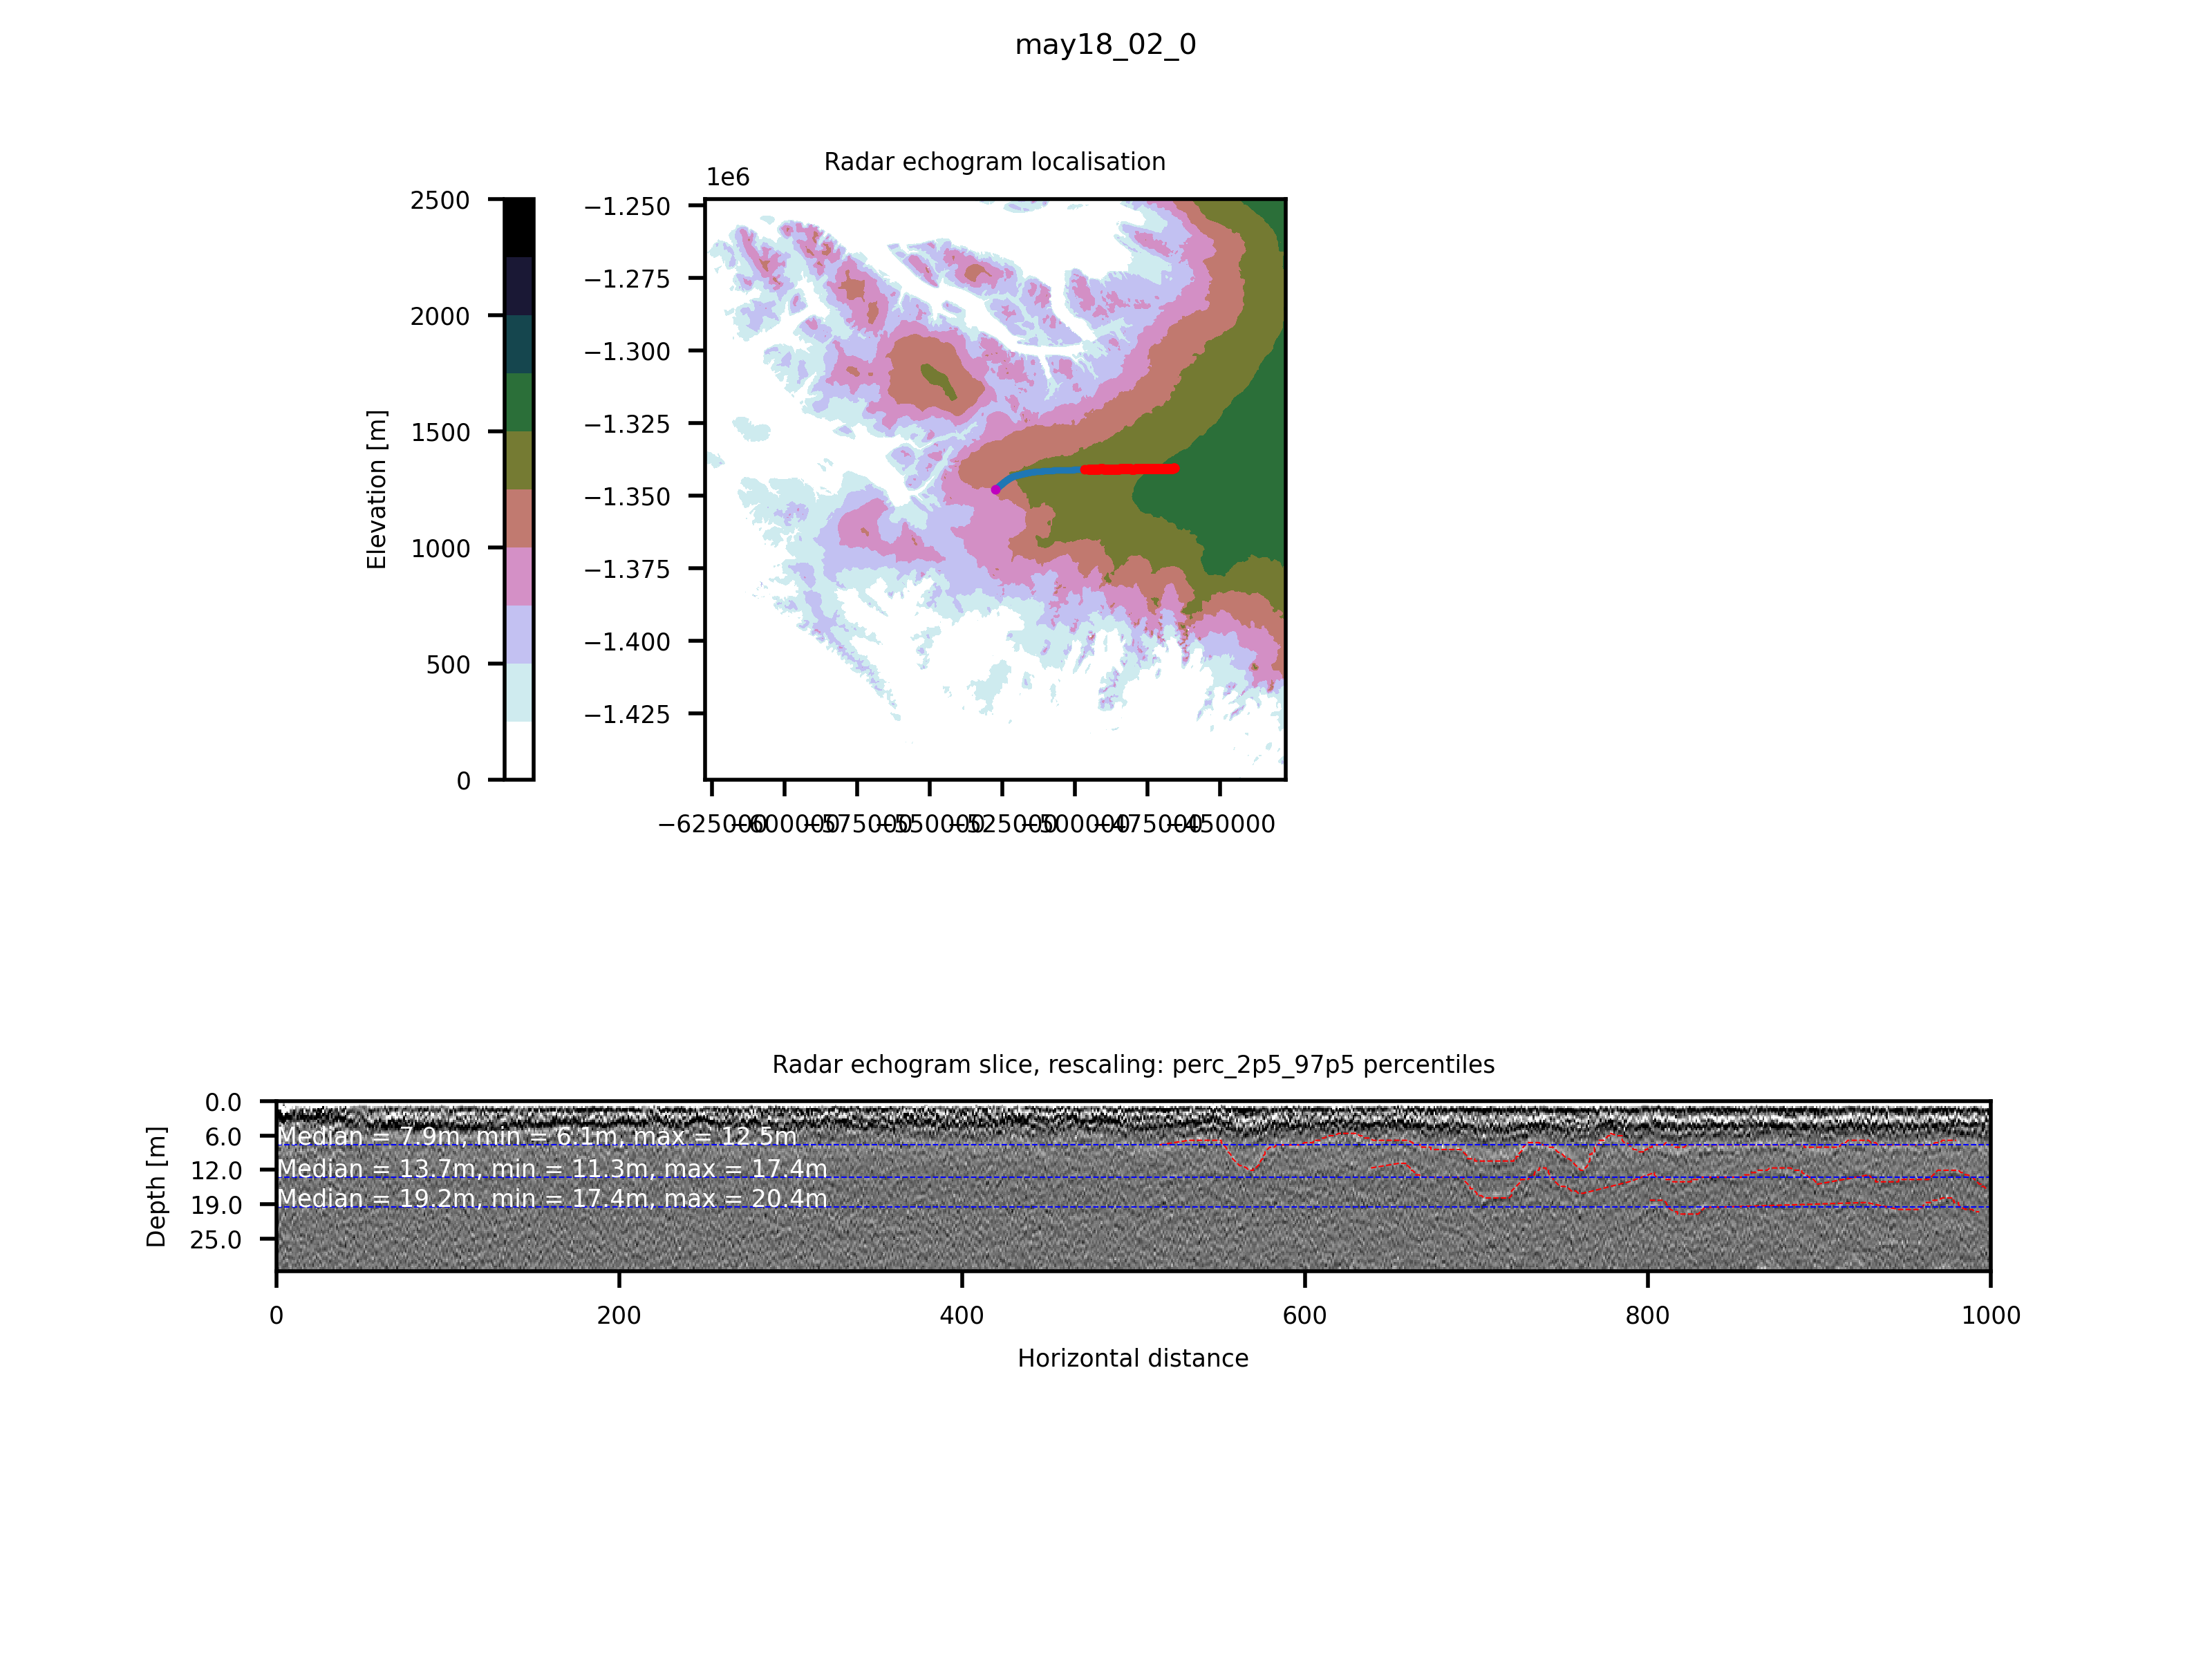 may18_02_0
Radar echogram localisation
1e6
Elevation [m]
2500
2000
1500
1000
500
0
−1.250
−1.275
−1.300
−1.325
−1.350
−1.375
−1.400
−1.425
−625000 −600000 −575000 −550000 −525000 −500000 −475000 −450000
Radar echogram slice, rescaling: perc_2p5_97p5 percentiles
Depth [m]
0.0
6.0
12.0
19.0
25.0
Median = 7.9m, min = 6.1m, max = 12.5m
Median = 13.7m, min = 11.3m, max = 17.4m
Median = 19.2m, min = 17.4m, max = 20.4m
0 200 400 600 800 1000
Horizontal distance